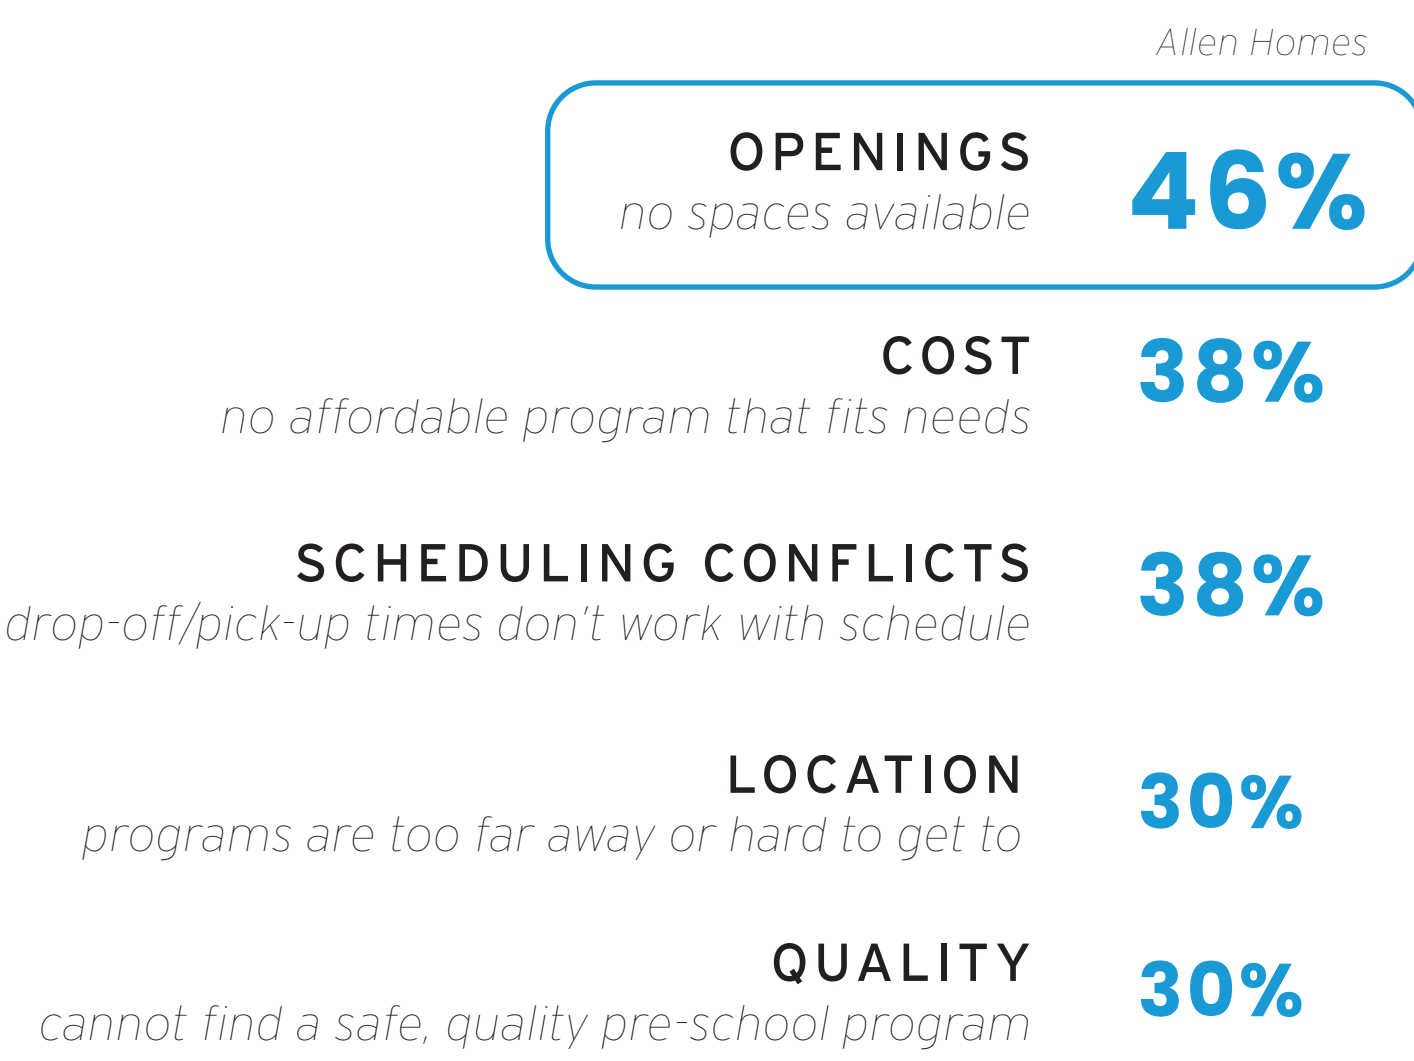 Allen Homes
OPENINGS
no spaces available
46%
COST
no affordable program that fits needs
38%
SCHEDULING CONFLICTS
drop-off/pick-up times don't work with schedule
38%
LOCATION
programs are too far away or hard to get to
30%
QUALITY
cannot find a safe, quality pre-school program
30%